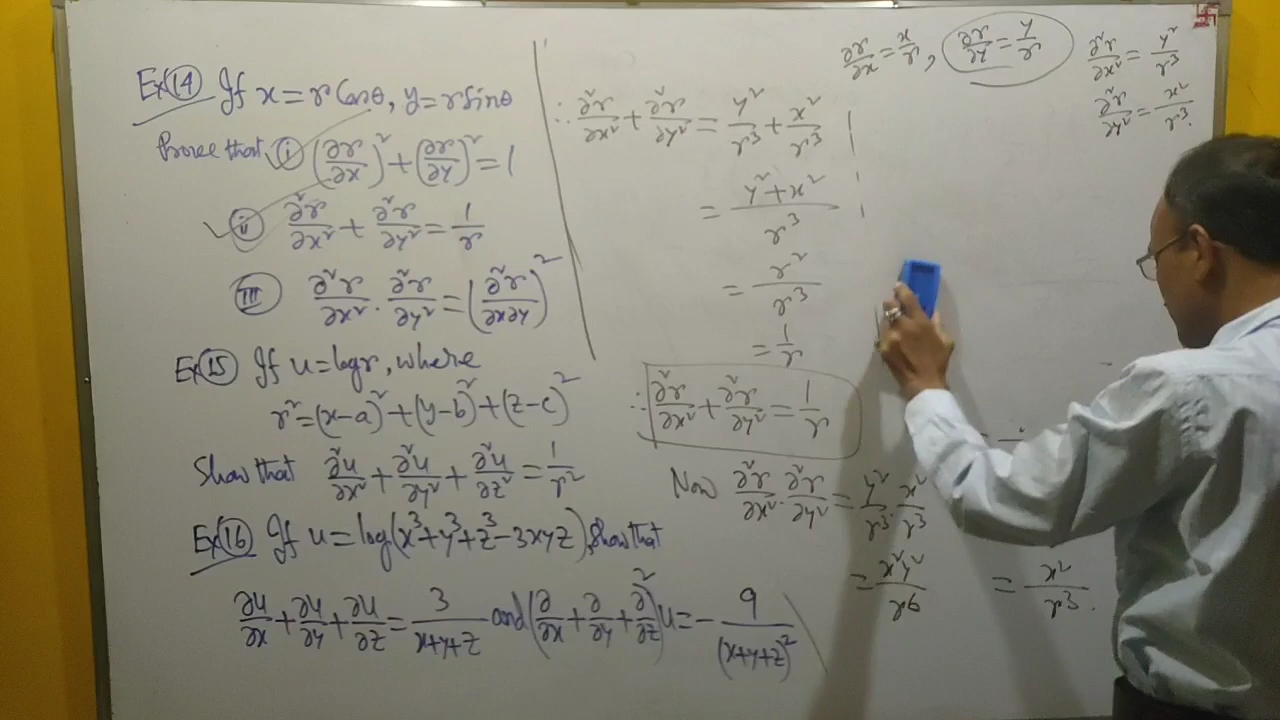 Ex(14) If x = r Cosθ, y = r Sinθ
Prove that (i) (∂r/∂x)² + (∂r/∂y)² = 1
(ii) ∂²r/∂x² + ∂²r/∂y² = 1/r
(iii) ∂²r/∂x² · ∂²r/∂y² = (∂²r/∂x∂y)²
Ex(15) If u = log r, where
r² = (x-a)² + (y-b)² + (z-c)²
Show that ∂²u/∂x² + ∂²u/∂y² + ∂²u/∂z² = 1/r²
Ex(16) If u = log(x³+y³+z³-3xyz), Show that
∂u/∂x + ∂u/∂y + ∂u/∂z = 3/(x+y+z) and (∂/∂x + ∂/∂y + ∂/∂z)² u = - 9/(x+y+z)²
∂r/∂x = x/r, ∂r/∂y = y/r
∂²r/∂x² = y²/r³
∂²r/∂y² = x²/r³.
∴ ∂²r/∂x² + ∂²r/∂y² = y²/r³ + x²/r³
= (y² + x²)/r³
= r²/r³
= 1/r
∴ ∂²r/∂x² + ∂²r/∂y² = 1/r
Now ∂²r/∂x² · ∂²r/∂y² = y²/r³ · x²/r³
= x²y²/r⁶
= x²/r³.